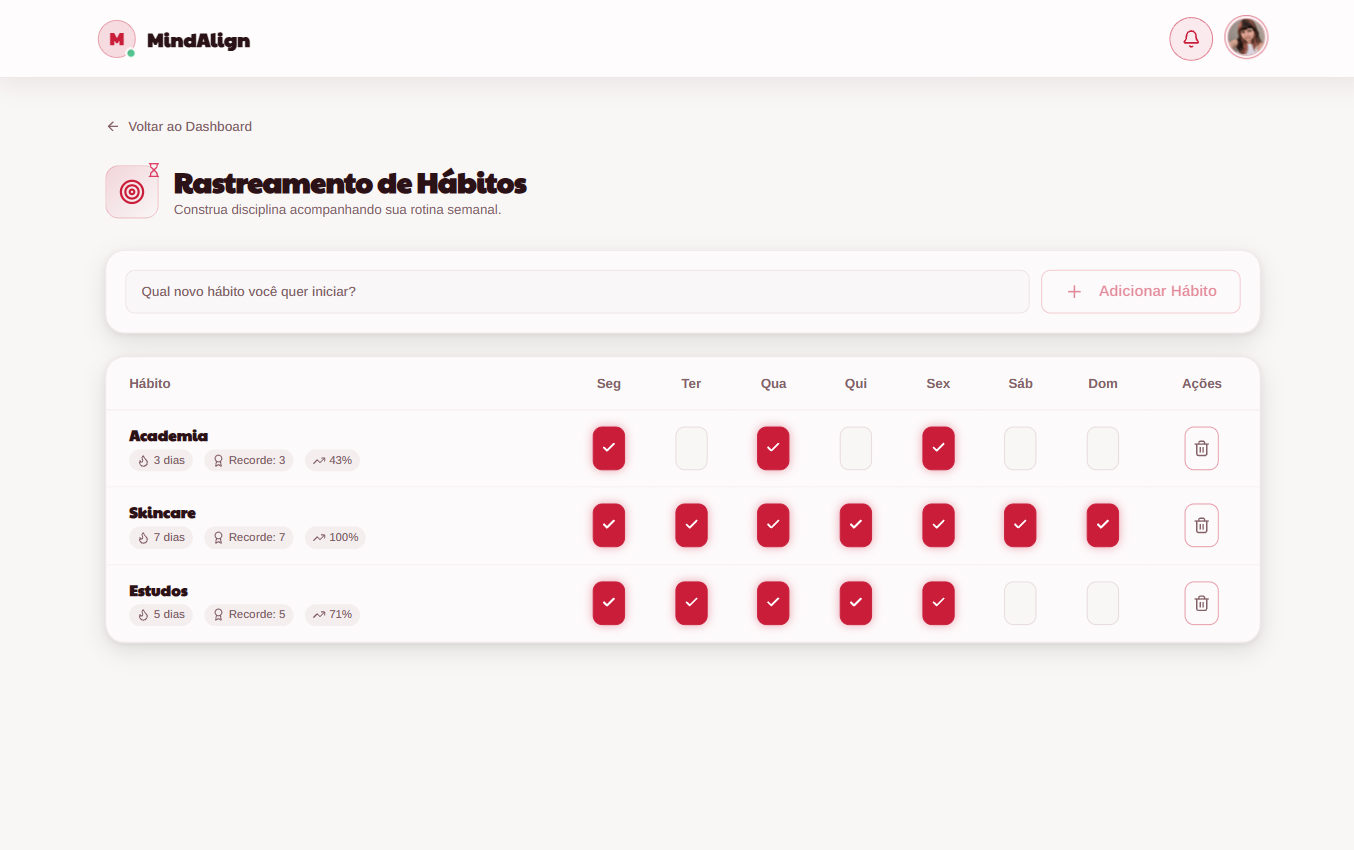 M MindAlign
Voltar ao Dashboard
Rastreamento de Hábitos
Construa disciplina acompanhando sua rotina semanal.
Qual novo hábito você quer iniciar? Adicionar Hábito
Hábito Seg Ter Qua Qui Sex Sáb Dom Ações
Academia
3 dias Recorde: 3 43%
Skincare
7 dias Recorde: 7 100%
Estudos
5 dias Recorde: 5 71%